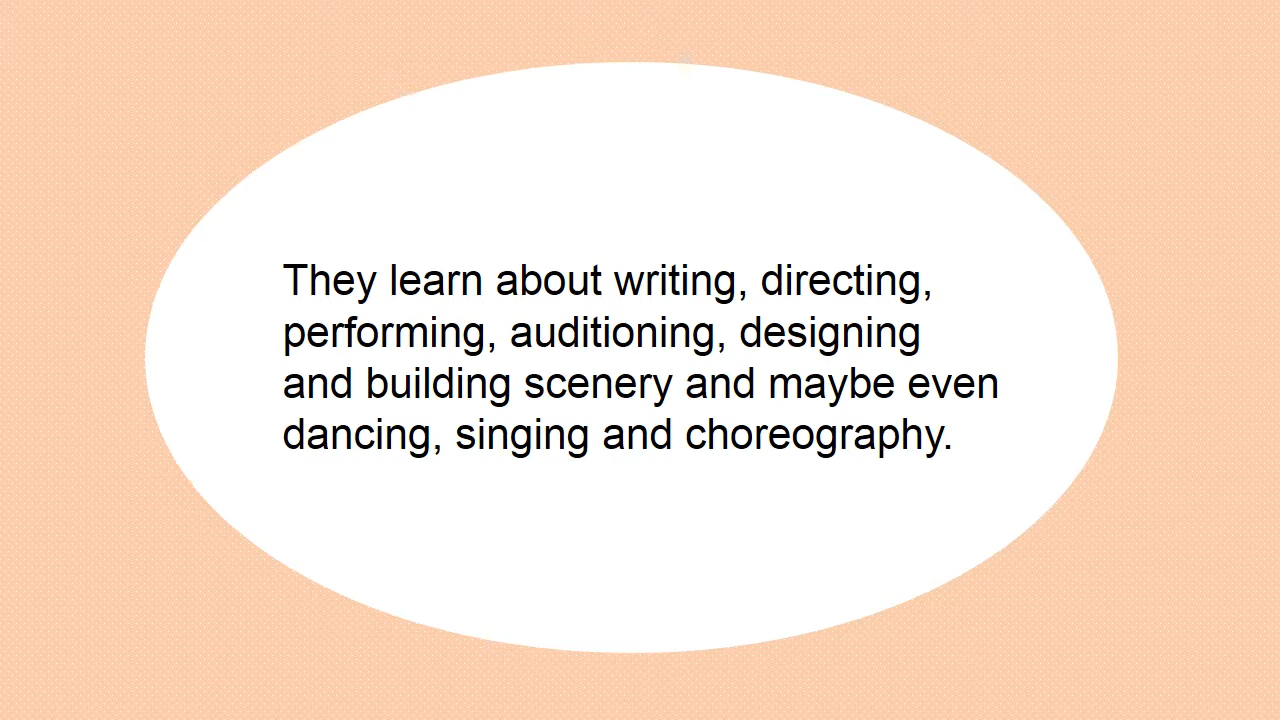 They learn about writing, directing,
performing, auditioning, designing
and building scenery and maybe even
dancing, singing and choreography.